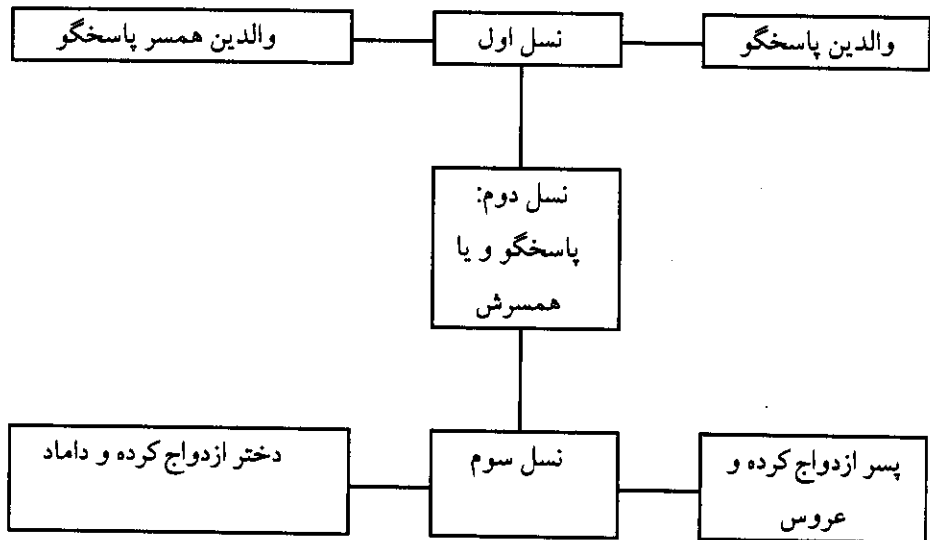 والدین پاسخگو
نسل اول
والدین همسر پاسخگو
نسل دوم:
پاسخگو و یا
همسرش
پسر ازدواج کرده و
عروس
نسل سوم
دختر ازدواج کرده و داماد